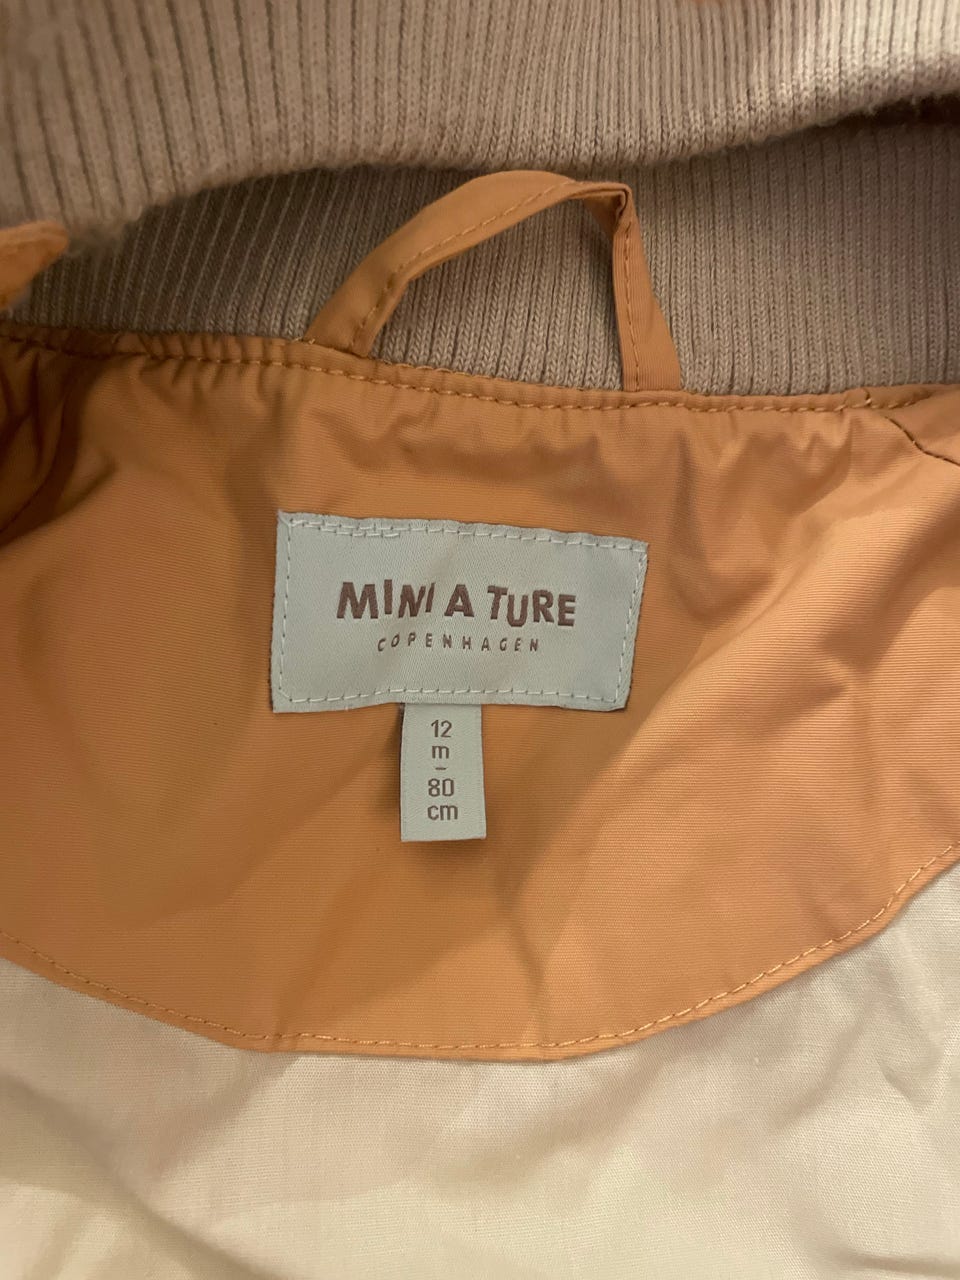 MINI A TURE
COPENHAGEN
12
m
-
80
cm